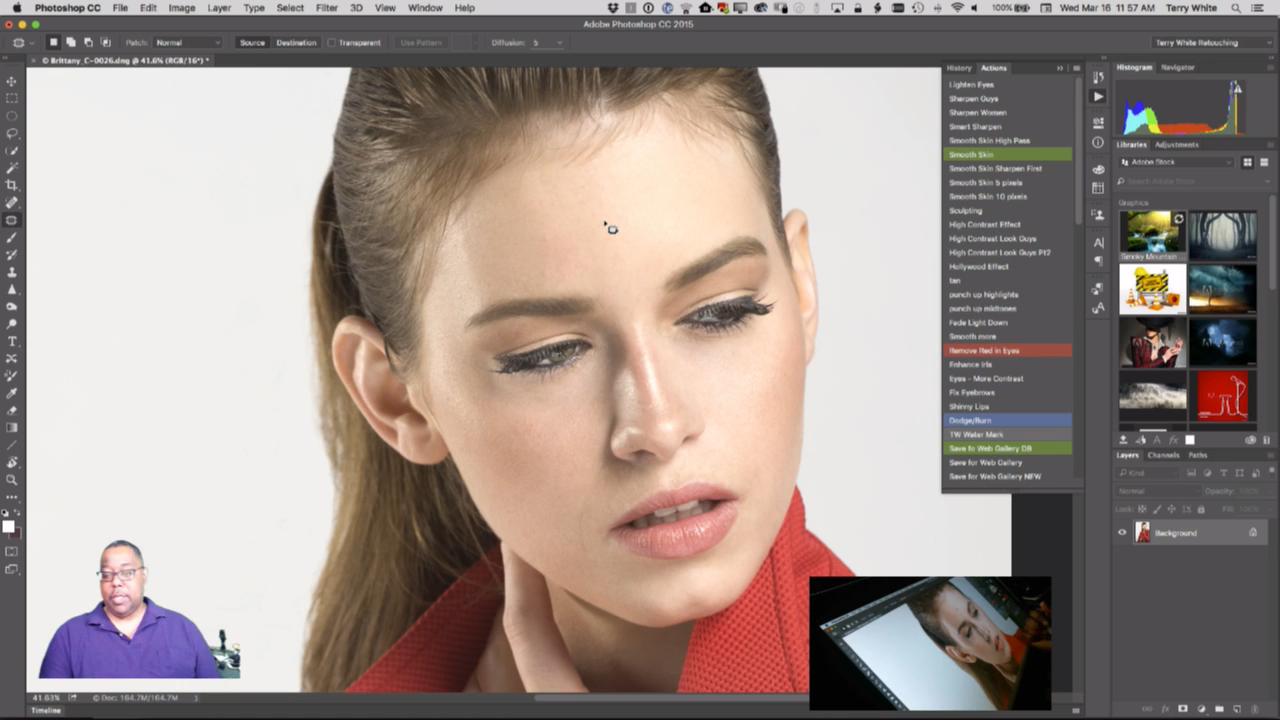 Photoshop CC File Edit Image Layer Type Select Filter 3D View Window Help 100% Wed Mar 16 11:57 AM Terry White
Adobe Photoshop CC 2015
Patch: Normal Source Destination Transparent Use Pattern Diffusion: 5 Terry White Retouching
© Brittany_C-0026.dng @ 41.6% (RGB/16*) *
History Actions
Lighten Eyes
Sharpen Guys
Sharpen Women
Smart Sharpen
Smooth Skin High Pass
Smooth Skin
Smooth Skin Sharpen First
Smooth Skin 5 pixels
Smooth Skin 10 pixels
Sculpting
High Contrast Effect
High Contrast Look Guys
High Contrast Look Guys Pt2
Hollywood Effect
tan
punch up highlights
punch up midtones
Fade Light Down
Smooth more
Remove Red in Eyes
Enhance Iris
Eyes - More Contrast
Fix Eyebrows
Shinny Lips
Dodge/Burn
TW Water Mark
Save to Web Gallery DB
Save for Web Gallery
Save for Web Gallery NEW
Histogram Navigator
Libraries Adjustments
Adobe Stock
Search Adobe Stock
Graphics
Smoky Mountain ...
Layers Channels Paths
Kind
Normal Opacity: 100%
Lock: Fill: 100%
Background
41.63% Doc: 164.7M/164.7M
Timeline